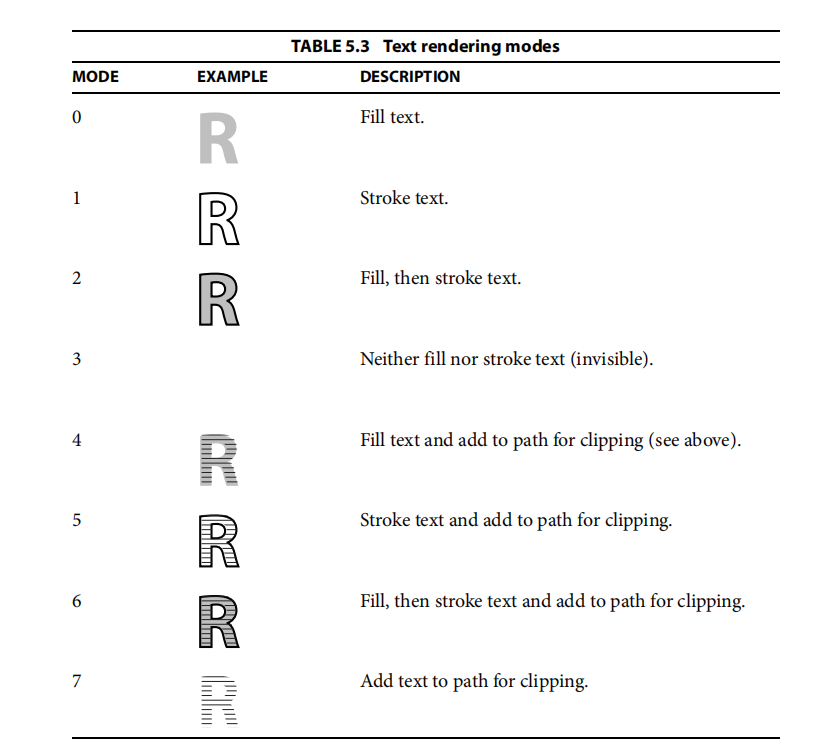 TABLE 5.3 Text rendering modes
MODE EXAMPLE DESCRIPTION
0 R Fill text.
1 R Stroke text.
2 R Fill, then stroke text.
3 Neither fill nor stroke text (invisible).
4 R Fill text and add to path for clipping (see above).
5 R Stroke text and add to path for clipping.
6 R Fill, then stroke text and add to path for clipping.
7 R Add text to path for clipping.